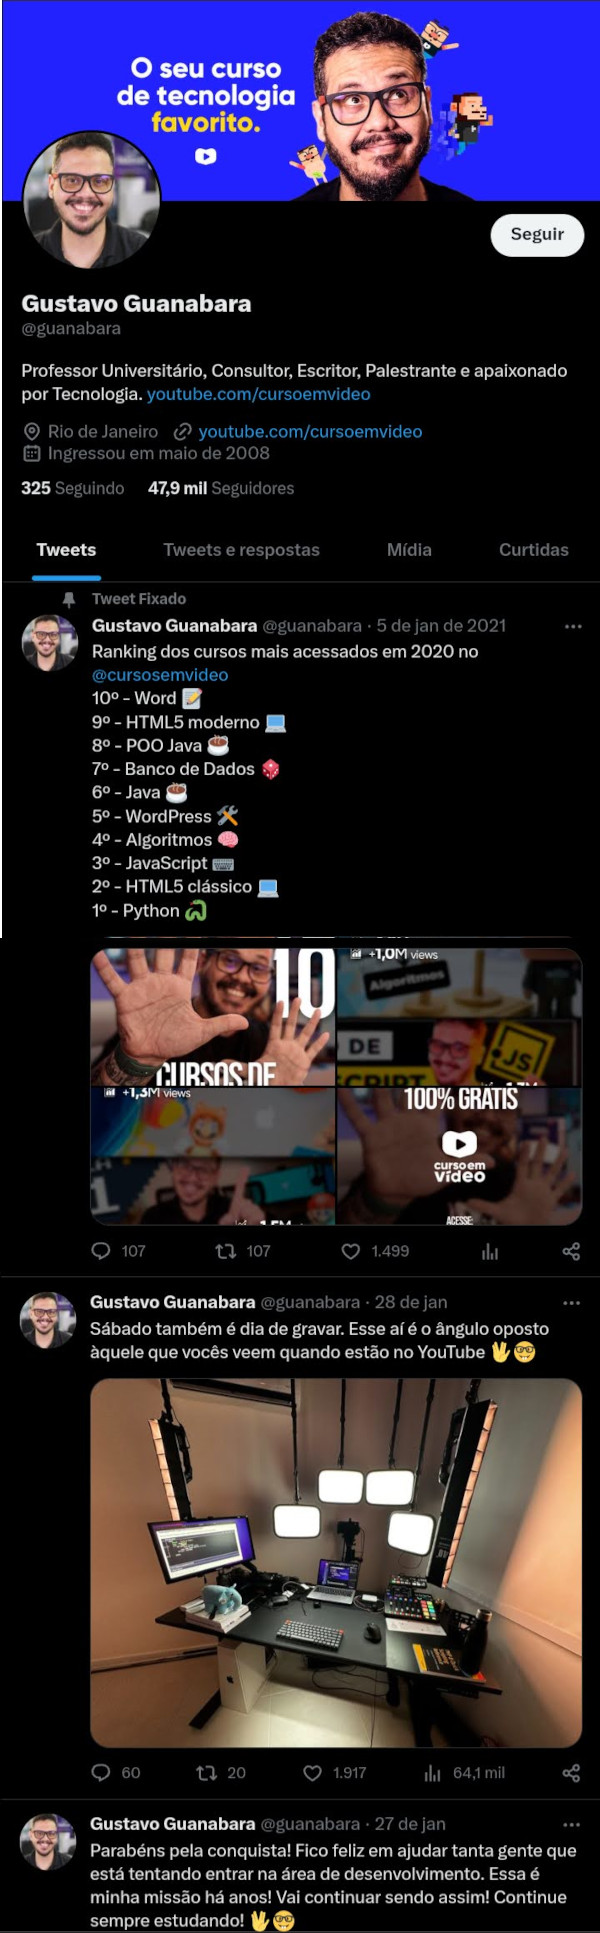 O seu curso
de tecnologia
favorito.
Seguir
Gustavo Guanabara
@guanabara
Professor Universitário, Consultor, Escritor, Palestrante e apaixonado
por Tecnologia. youtube.com/cursoemvideo
Rio de Janeiro youtube.com/cursoemvideo
Ingressou em maio de 2008
325 Seguindo 47,9 mil Seguidores
Tweets Tweets e respostas Mídia Curtidas
Tweet Fixado
Gustavo Guanabara @guanabara · 5 de jan de 2021
Ranking dos cursos mais acessados em 2020 no
@cursosemvideo
10º - Word 📝
9º - HTML5 moderno 💻
8º - POO Java ☕
7º - Banco de Dados 🎲
6º - Java ☕
5º - WordPress 🛠
4º - Algoritmos 🧠
3º - JavaScript ⌨
2º - HTML5 clássico 💻
1º - Python 🐍
10
CURSOS DE
+1,0M views
Algoritmos
DE
JS
+1,3M views
100% GRÁTIS
curso em
vídeo
ACESSE:
107 107 1.499
Gustavo Guanabara @guanabara · 28 de jan
Sábado também é dia de gravar. Esse aí é o ângulo oposto
àquele que vocês veem quando estão no YouTube 🖖🤓
60 20 1.917 64,1 mil
Gustavo Guanabara @guanabara · 27 de jan
Parabéns pela conquista! Fico feliz em ajudar tanta gente que
está tentando entrar na área de desenvolvimento. Essa é
minha missão há anos! Vai continuar sendo assim! Continue
sempre estudando! 🖖🤓